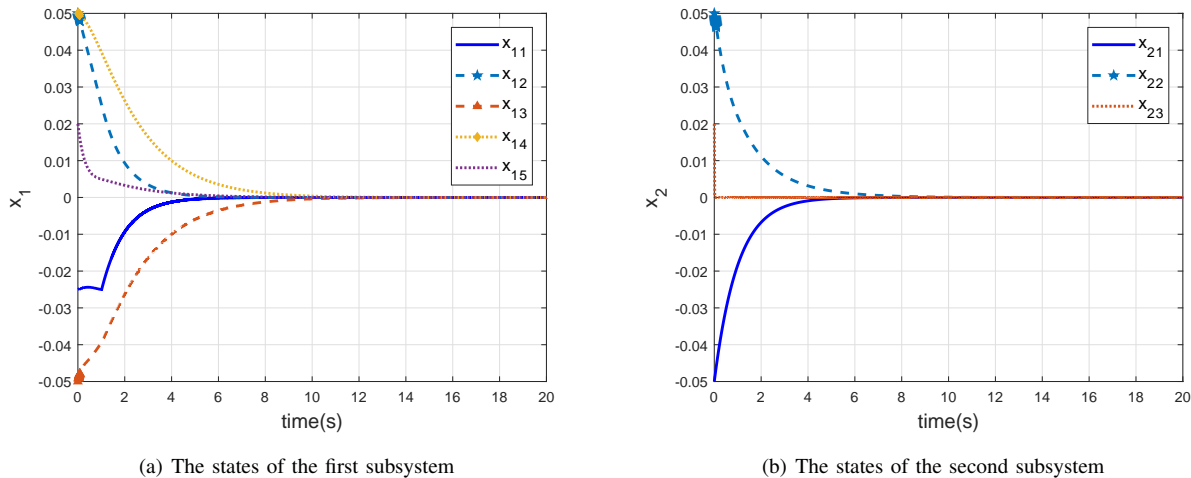 0.05
0.04
0.03
0.02
0.01
0
-0.01
-0.02
-0.03
-0.04
-0.05
x1
0 2 4 6 8 10 12 14 16 18 20
time(s)
x11
x12
x13
x14
x15
(a) The states of the first subsystem
0.05
0.04
0.03
0.02
0.01
0
-0.01
-0.02
-0.03
-0.04
-0.05
x2
0 2 4 6 8 10 12 14 16 18 20
time(s)
x21
x22
x23
(b) The states of the second subsystem